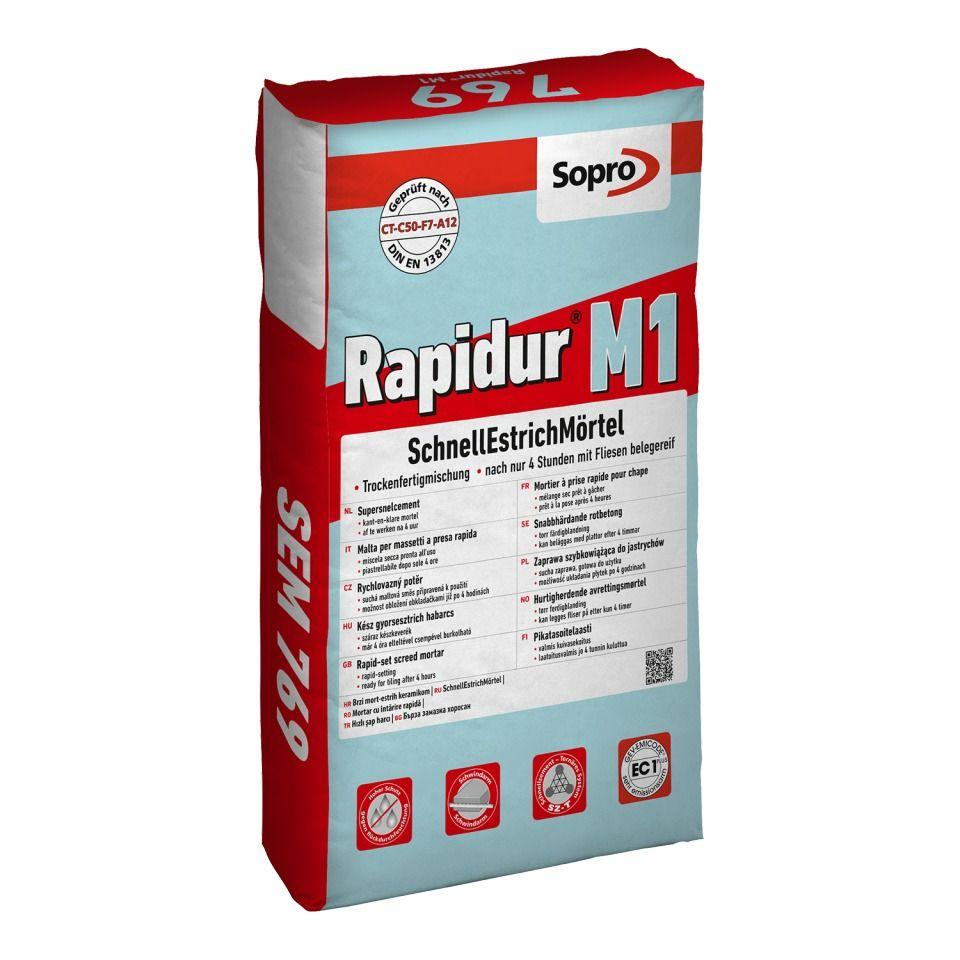 769
Rapidur® M1
Sopro
Geprüft nach
CT-C50-F7-A12
DIN EN 13813
Rapidur® M1
SchnellEstrichMörtel
• Trockenfertigmischung • nach nur 4 Stunden mit Fliesen belegereif
NL Supersnelcement
• kant-en-klare mortel
• af te werken na 4 uur
IT Malta per massetti a presa rapida
• miscela secca pronta all'uso
• piastrellabile dopo sole 4 ore
CZ Rychlovazný potěr
• suchá maltová směs připravená k použití
• možnost obložení obkladačkami již po 4 hodinách
HU Kész gyorsesztrich habarcs
• száraz készkeverék
• már 4 óra elteltével csempével burkolható
GB Rapid-set screed mortar
• rapid-setting
• ready for tiling after 4 hours
HR Brzi mort-estrih keramikom | RU SchnellEstrichMörtel |
RO Mortar cu întărire rapidă |
TR Hızlı şap harcı | BG Бърза замазка хоросан
FR Mortier à prise rapide pour chape
• mélange sec prêt à gâcher
• prêt à la pose après 4 heures
SE Snabbhärdande rotbetong
• torr färdigblandning
• kan beläggas med plattor efter 4 timmar
PL Zaprawa szybkowiążąca do jastrychów
• sucha zaprawa, gotowa do użytku
• możliwość układania płytek po 4 godzinach
NO Hurtigherdende avrettingsmørtel
• tørr ferdigblanding
• kan legges fliser på etter kun 4 timer
FI Pikatasoitelaasti
• valmis kuivasekoitus
• laatoitusvalmis jo 4 tunnin kuluttua
SEM 769
Hoher Schutz
gegen Rückdurchfeuchtung
Schwindarm
Schwindarm
Schnellzement – Ternäres System
SZ-T
GEV-EMICODE®
EC 1 PLUS
sehr emissionsarm